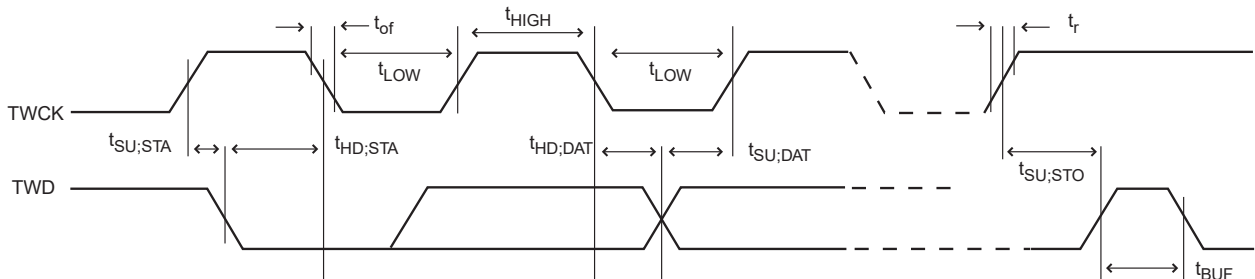 t_of
t_HIGH
t_r
t_LOW
t_LOW
TWCK
t_SU;STA
t_HD;STA
t_HD;DAT
t_SU;DAT
TWD
t_SU;STO
t_BUF